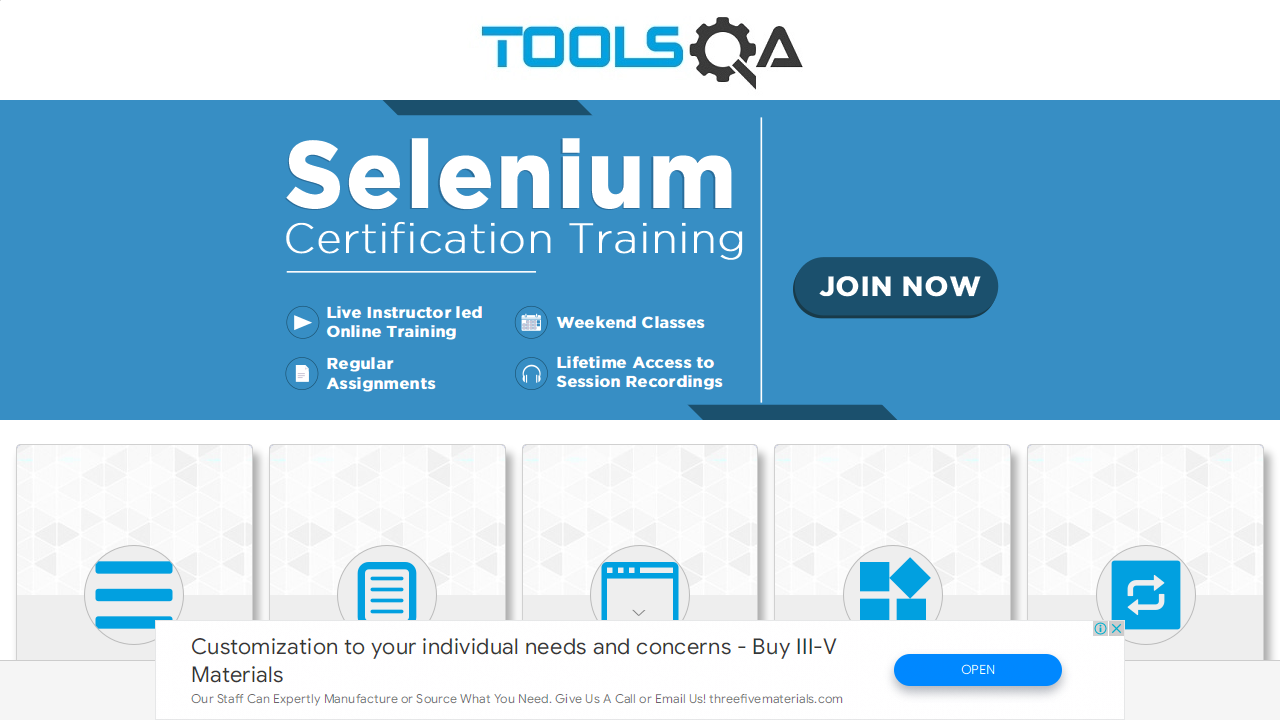 TOOLSQA
Selenium
Certification Training
Live Instructor led
Online Training
Weekend Classes
Regular
Assignments
Lifetime Access to
Session Recordings
JOIN NOW
Customization to your individual needs and concerns - Buy III-V
Materials
Our Staff Can Expertly Manufacture or Source What You Need. Give Us A Call or Email Us! threefivematerials.com
OPEN